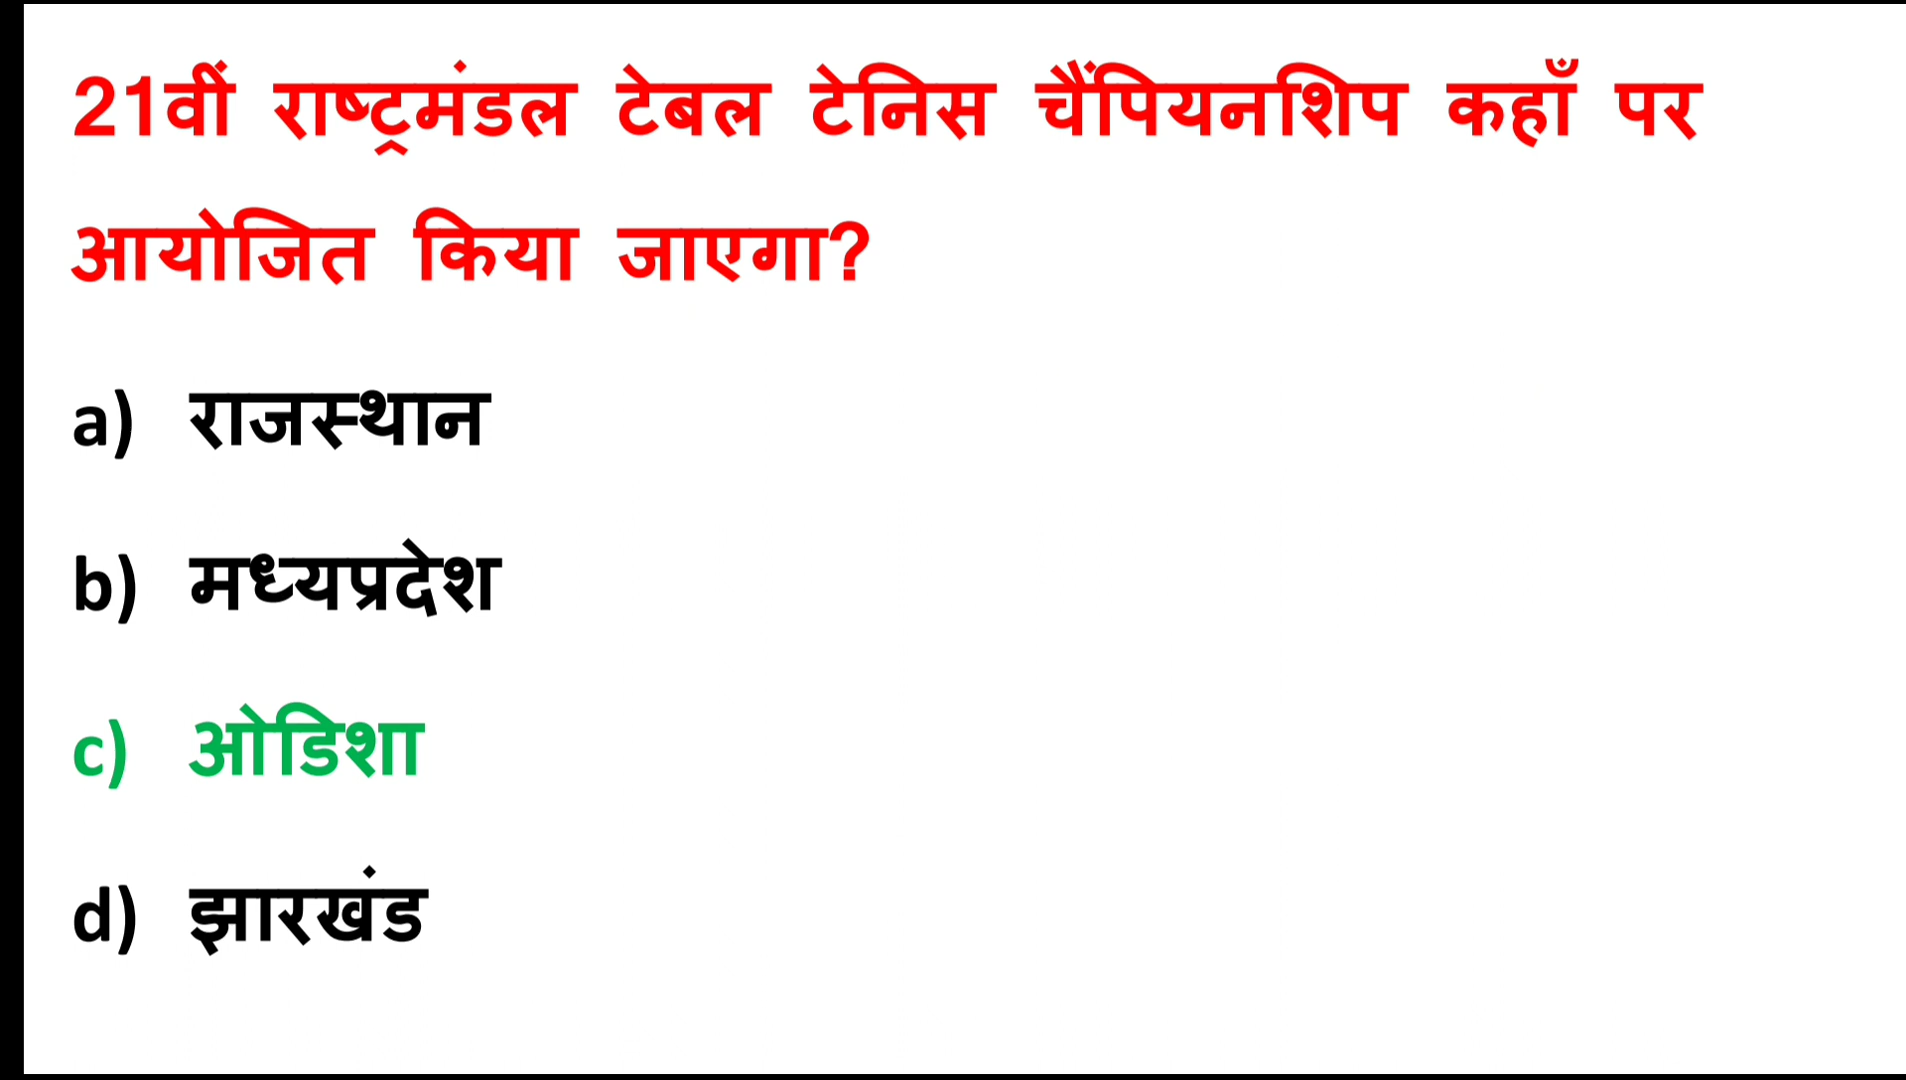 21वीं राष्ट्रमंडल टेबल टेनिस चैंपियनशिप कहाँ पर
आयोजित किया जाएगा?
a) राजस्थान
b) मध्यप्रदेश
c) ओडिशा
d) झारखंड